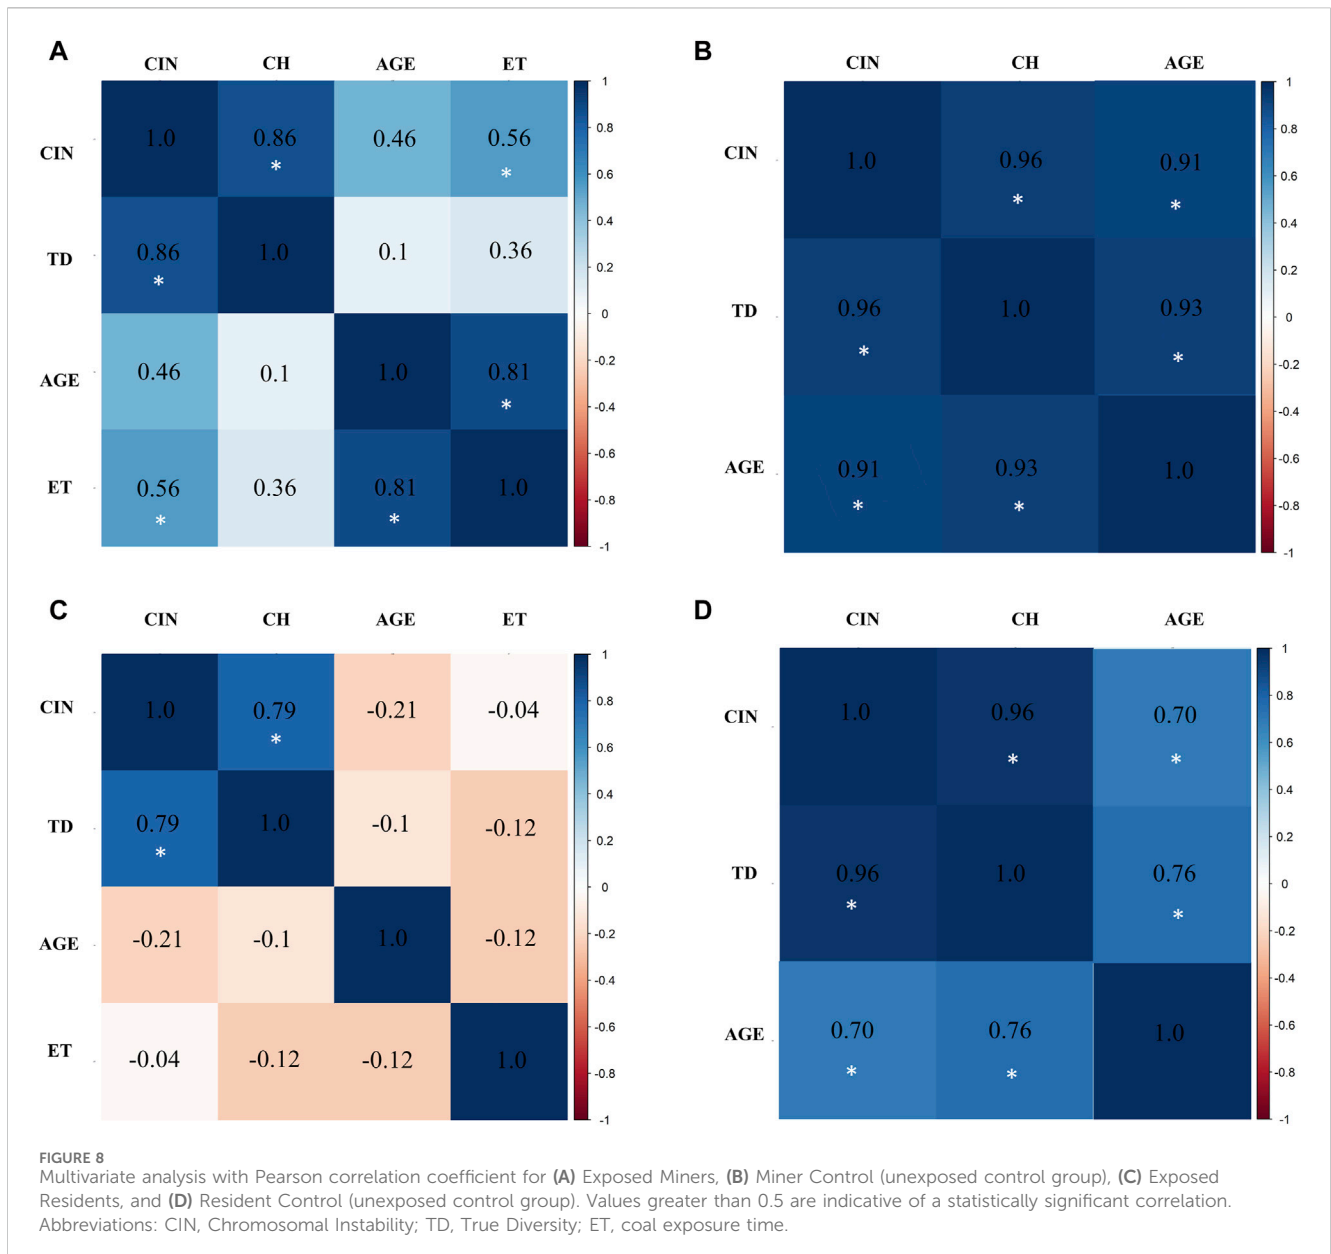 A
CIN CH AGE ET
CIN 1.0 0.86 * 0.46 0.56 *
TD 0.86 * 1.0 0.1 0.36
AGE 0.46 0.1 1.0 0.81 *
ET 0.56 * 0.36 0.81 * 1.0
1
0.8
0.6
0.4
0.2
0
-0.2
-0.4
-0.6
-0.8
-1
B
CIN CH AGE
CIN 1.0 0.96 * 0.91 *
TD 0.96 * 1.0 0.93 *
AGE 0.91 * 0.93 * 1.0
1
0.8
0.6
0.4
0.2
0
-0.2
-0.4
-0.6
-0.8
-1
C
CIN CH AGE ET
CIN 1.0 0.79 * -0.21 -0.04
TD 0.79 * 1.0 -0.1 -0.12
AGE -0.21 -0.1 1.0 -0.12
ET -0.04 -0.12 -0.12 1.0
1
0.8
0.6
0.4
0.2
0
-0.2
-0.4
-0.6
-0.8
-1
D
CIN CH AGE
CIN 1.0 0.96 * 0.70 *
TD 0.96 * 1.0 0.76 *
AGE 0.70 * 0.76 * 1.0
1
0.8
0.6
0.4
0.2
0
-0.2
-0.4
-0.6
-0.8
-1
FIGURE 8
Multivariate analysis with Pearson correlation coefficient for (A) Exposed Miners, (B) Miner Control (unexposed control group), (C) Exposed
Residents, and (D) Resident Control (unexposed control group). Values greater than 0.5 are indicative of a statistically significant correlation.
Abbreviations: CIN, Chromosomal Instability; TD, True Diversity; ET, coal exposure time.